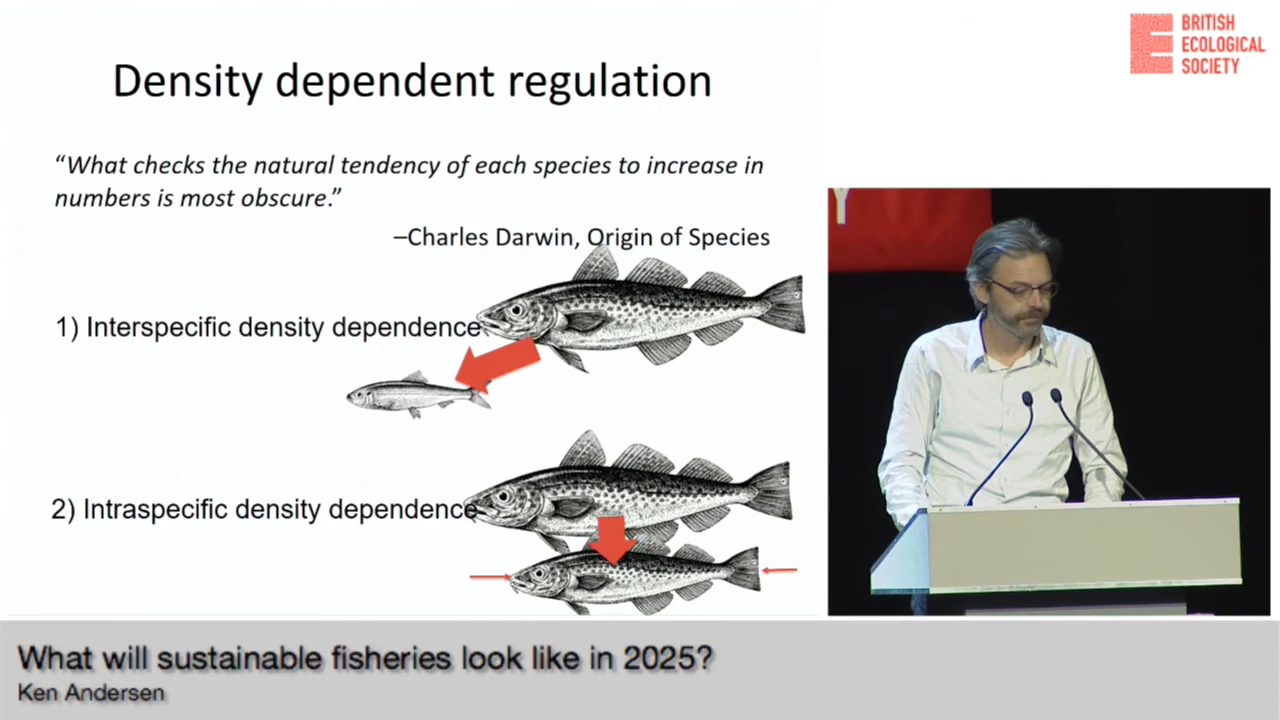 BRITISH
ECOLOGICAL
SOCIETY
Density dependent regulation
“What checks the natural tendency of each species to increase in
numbers is most obscure.”
–Charles Darwin, Origin of Species
1) Interspecific density dependence
2) Intraspecific density dependence
Y
What will sustainable fisheries look like in 2025?
Ken Andersen